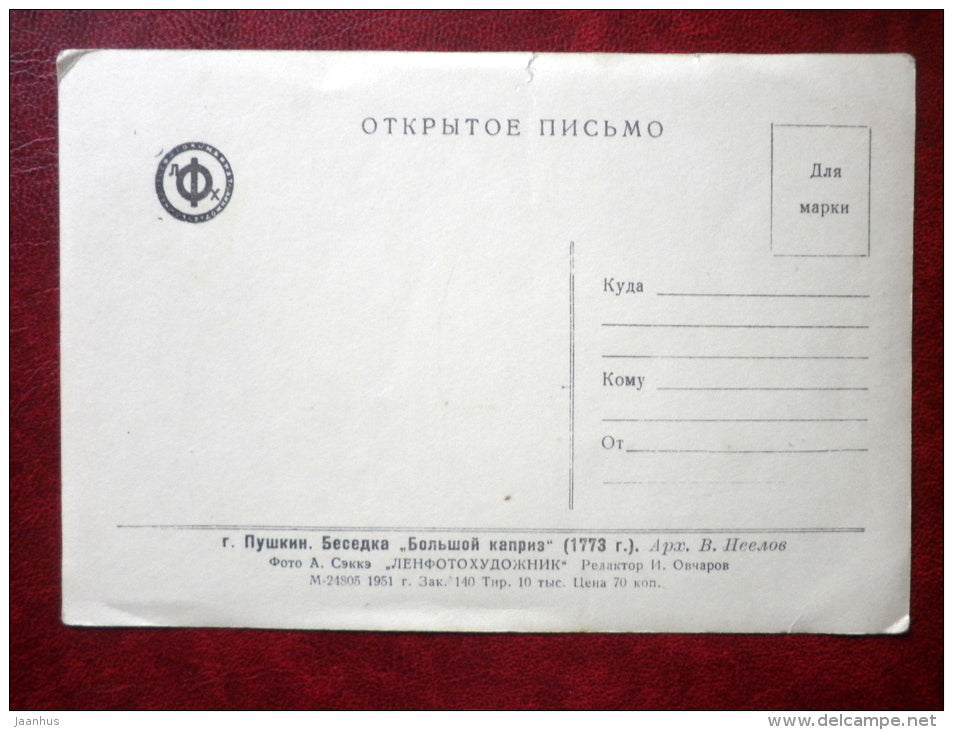 ОТКРЫТОЕ ПИСЬМО
Л Ф Х
Для
марки
Куда
Кому
От
г. Пушкин. Беседка „Большой каприз“ (1773 г.). Арх. В. Неелов
Фото А. Сэккэ „ЛЕНФОТОХУДОЖНИК“ Редактор И. Овчаров
М-24805 1951 г. Зак. 140 Тир. 10 тыс. Цена 70 коп.
jaanhus
www.delcampe.net